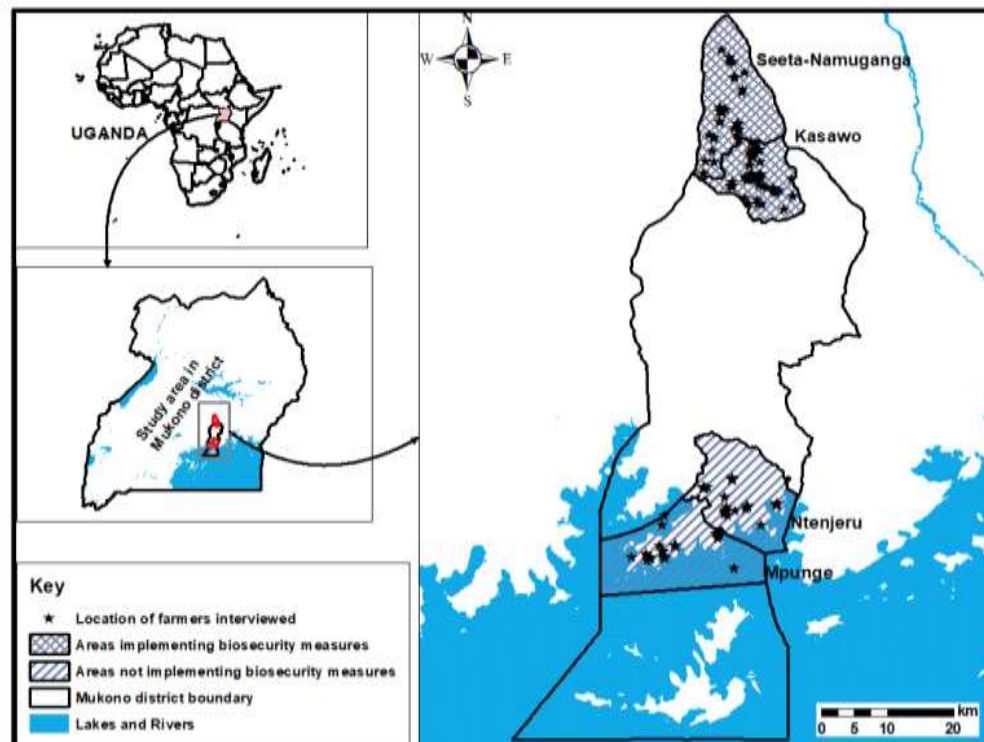 UGANDA
Study area in
Mukono district
N
W
E
S
Seeta-Namuganga
Kasawo
Ntenjeru
Mpunge
Key
Location of farmers interviewed
Areas implementing biosecurity measures
Areas not implementing biosecurity measures
Mukono district boundary
Lakes and Rivers
km
0 5 10 20